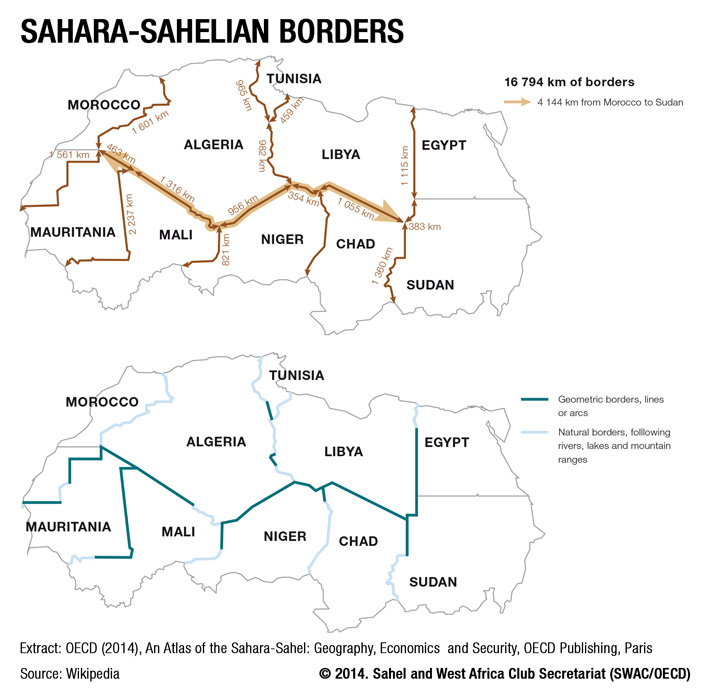 SAHARA-SAHELIAN BORDERS
TUNISIA
16 794 km of borders
4 144 km from Morocco to Sudan
MOROCCO
965 km
459 km
1 601 km
ALGERIA
982 km
LIBYA
EGYPT
1 115 km
1 561 km
463 km
1 316 km
956 km
354 km
1 055 km
2 237 km
383 km
MAURITANIA
MALI
821 km
NIGER
CHAD
1 360 km
SUDAN
TUNISIA
MOROCCO
Geometric borders, lines
or arcs
Natural borders, folllowing
rivers, lakes and mountain
ranges
ALGERIA
LIBYA
EGYPT
MAURITANIA
MALI
NIGER
CHAD
SUDAN
Extract: OECD (2014), An Atlas of the Sahara-Sahel: Geography, Economics and Security, OECD Publishing, Paris
Source: Wikipedia
© 2014. Sahel and West Africa Club Secretariat (SWAC/OECD)